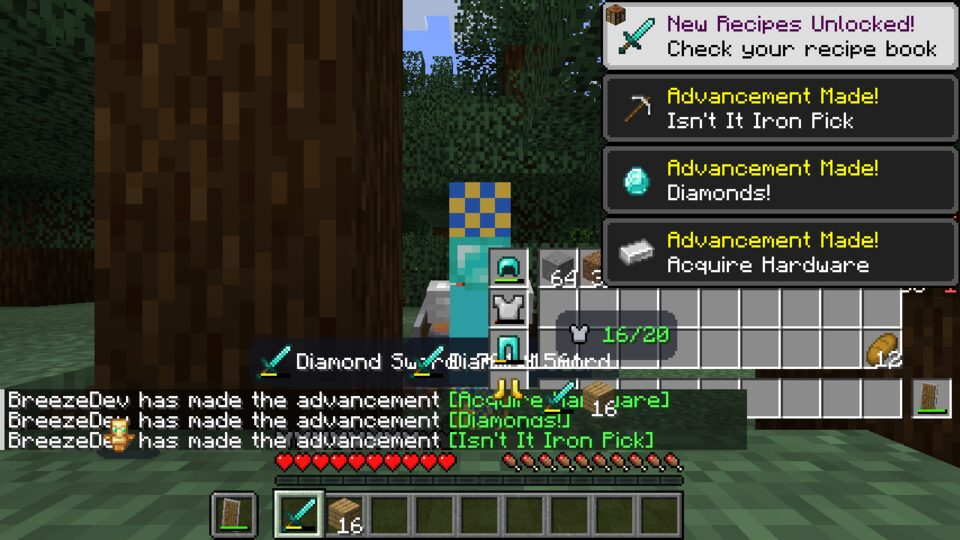 New Recipes Unlocked!
Check your recipe book
Advancement Made!
Isn't It Iron Pick
Advancement Made!
Diamonds!
Advancement Made!
Acquire Hardware
64
16/20
12
Diamond
16
BreezeDev has made the advancement [Acquire Hardware]
BreezeDev has made the advancement [Diamonds!]
BreezeDev has made the advancement [Isn't It Iron Pick]
16